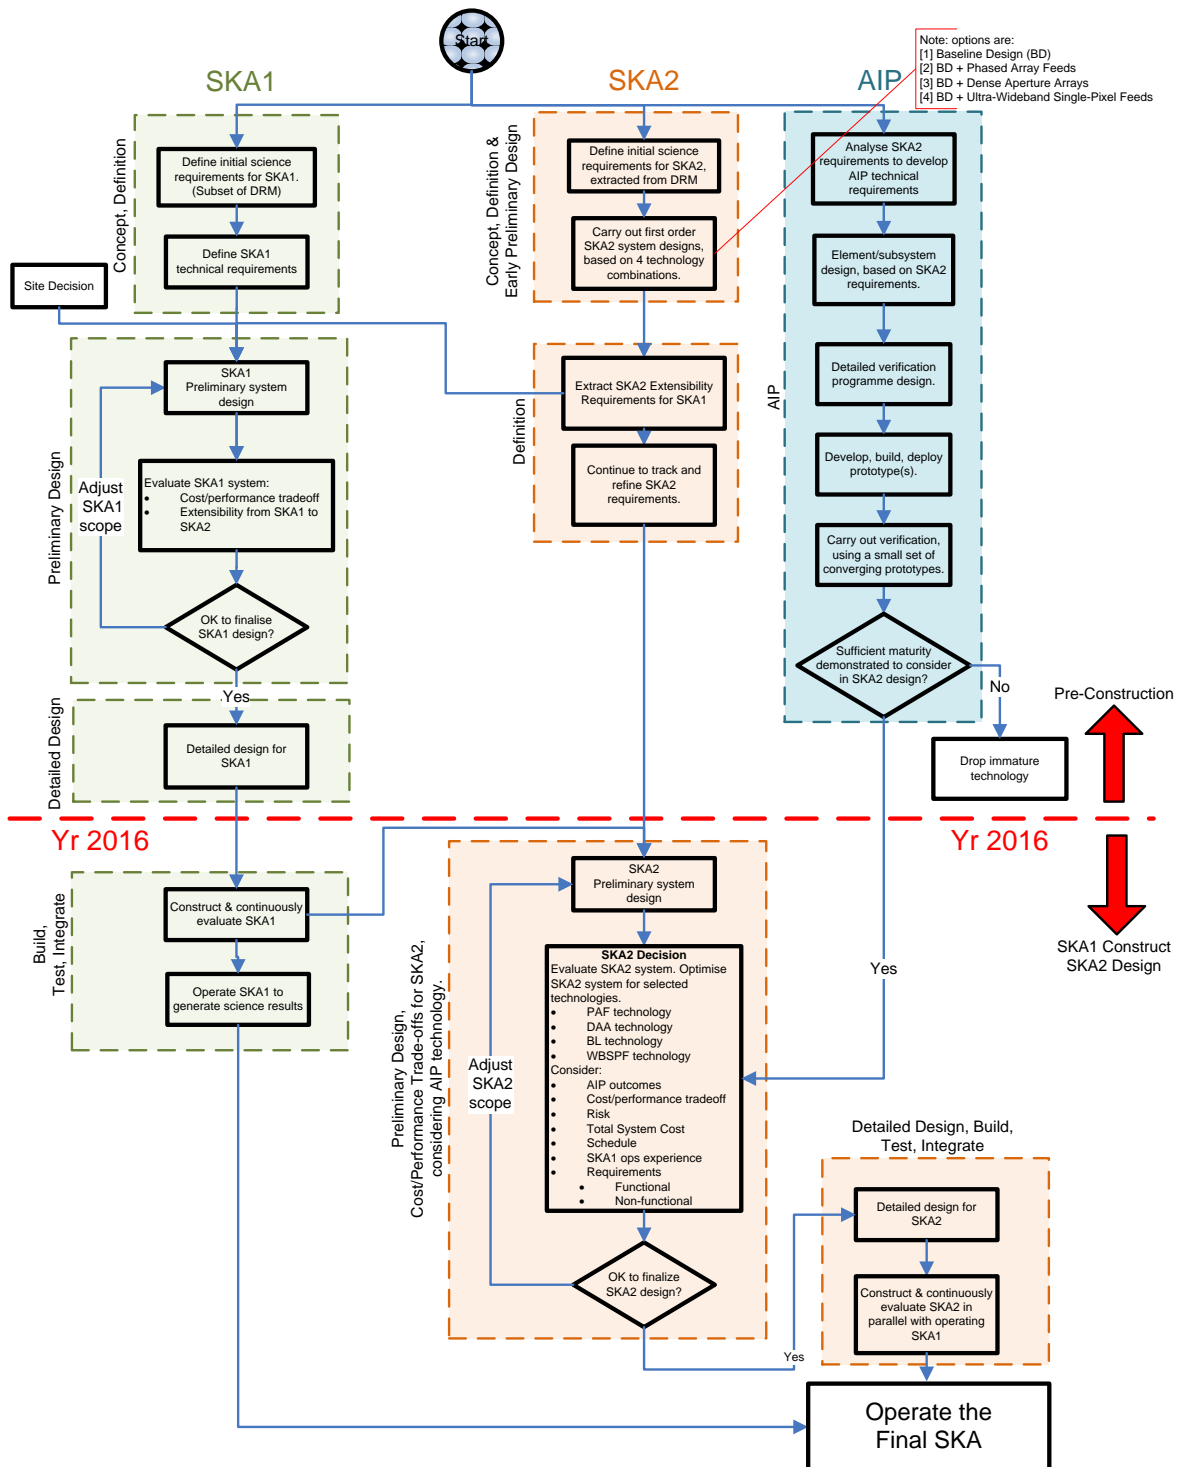 Start
Note: options are:
[1] Baseline Design (BD)
[2] BD + Phased Array Feeds
[3] BD + Dense Aperture Arrays
[4] BD + Ultra-Wideband Single-Pixel Feeds
SKA1
SKA2
AIP
Concept, Definition
Define initial science
requirements for SKA1.
(Subset of DRM)
Define SKA1
technical requirements
Site Decision
Concept, Definition &
Early Preliminary Design
Define initial science
requirements for SKA2,
extracted from DRM
Carry out first order
SKA2 system designs,
based on 4 technology
combinations.
AIP
Analyse SKA2
requirements to develop
AIP technical
requirements
Element/subsystem
design, based on SKA2
requirements.
Detailed verification
programme design.
Develop, build, deploy
prototype(s).
Carry out verification,
using a small set of
converging prototypes.
Sufficient maturity
demonstrated to consider
in SKA2 design?
No
Drop immature
technology
Preliminary Design
SKA1
Preliminary system
design
Evaluate SKA1 system:
• Cost/performance tradeoff
• Extensibility from SKA1 to
SKA2
Adjust
SKA1
scope
OK to finalise
SKA1 design?
Yes
Definition
Extract SKA2 Extensibility
Requirements for SKA1
Continue to track and
refine SKA2
requirements.
Detailed Design
Detailed design for
SKA1
Pre-Construction
Yr 2016
Yr 2016
SKA1 Construct
SKA2 Design
Build,
Test, Integrate
Construct & continuously
evaluate SKA1
Operate SKA1 to
generate science results
Preliminary Design,
Cost/Performance Trade-offs for SKA2,
considering AIP technology.
SKA2
Preliminary system
design
SKA2 Decision
Evaluate SKA2 system. Optimise
SKA2 system for selected
technologies.
• PAF technology
• DAA technology
• BL technology
• WBSPF technology
Consider:
• AIP outcomes
• Cost/performance tradeoff
• Risk
• Total System Cost
• Schedule
• SKA1 ops experience
• Requirements
• Functional
• Non-functional
Adjust
SKA2
scope
Yes
OK to finalize
SKA2 design?
Yes
Detailed Design, Build,
Test, Integrate
Detailed design for
SKA2
Construct & continuously
evaluate SKA2 in
parallel with operating
SKA1
Operate the
Final SKA